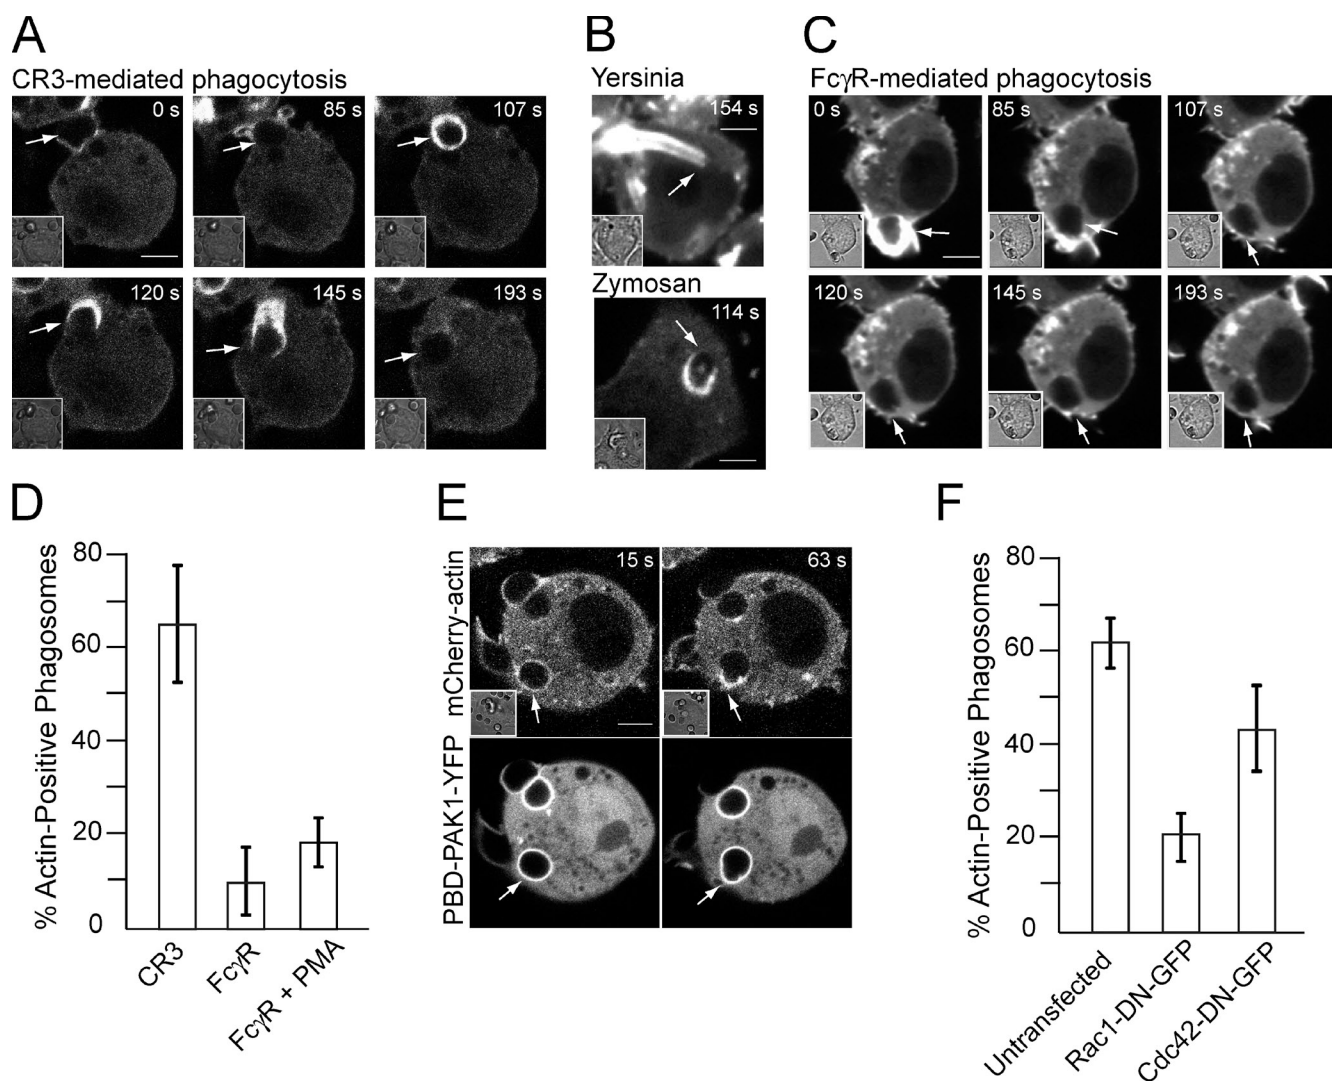 A
CR3-mediated phagocytosis
0 s
85 s
107 s
120 s
145 s
193 s
B
Yersinia
154 s
Zymosan
114 s
C
FcγR-mediated phagocytosis
0 s
85 s
107 s
120 s
145 s
193 s
D
% Actin-Positive Phagosomes
80
60
40
20
0
CR3
FcγR
FcγR + PMA
E
mCherry-actin
15 s
63 s
PBD-PAK1-YFP
F
% Actin-Positive Phagosomes
80
60
40
20
0
Untransfected
Rac1-DN-GFP
Cdc42-DN-GFP